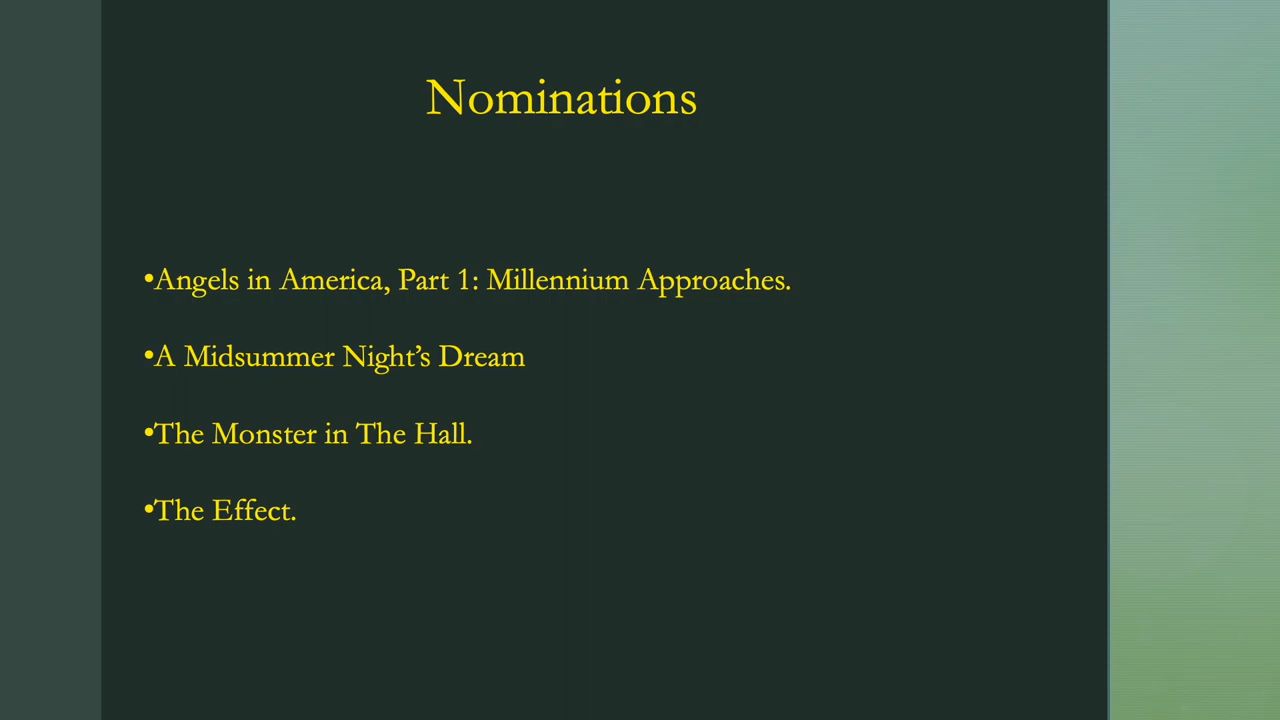 Nominations
•Angels in America, Part 1: Millennium Approaches.
•A Midsummer Night’s Dream
•The Monster in The Hall.
•The Effect.